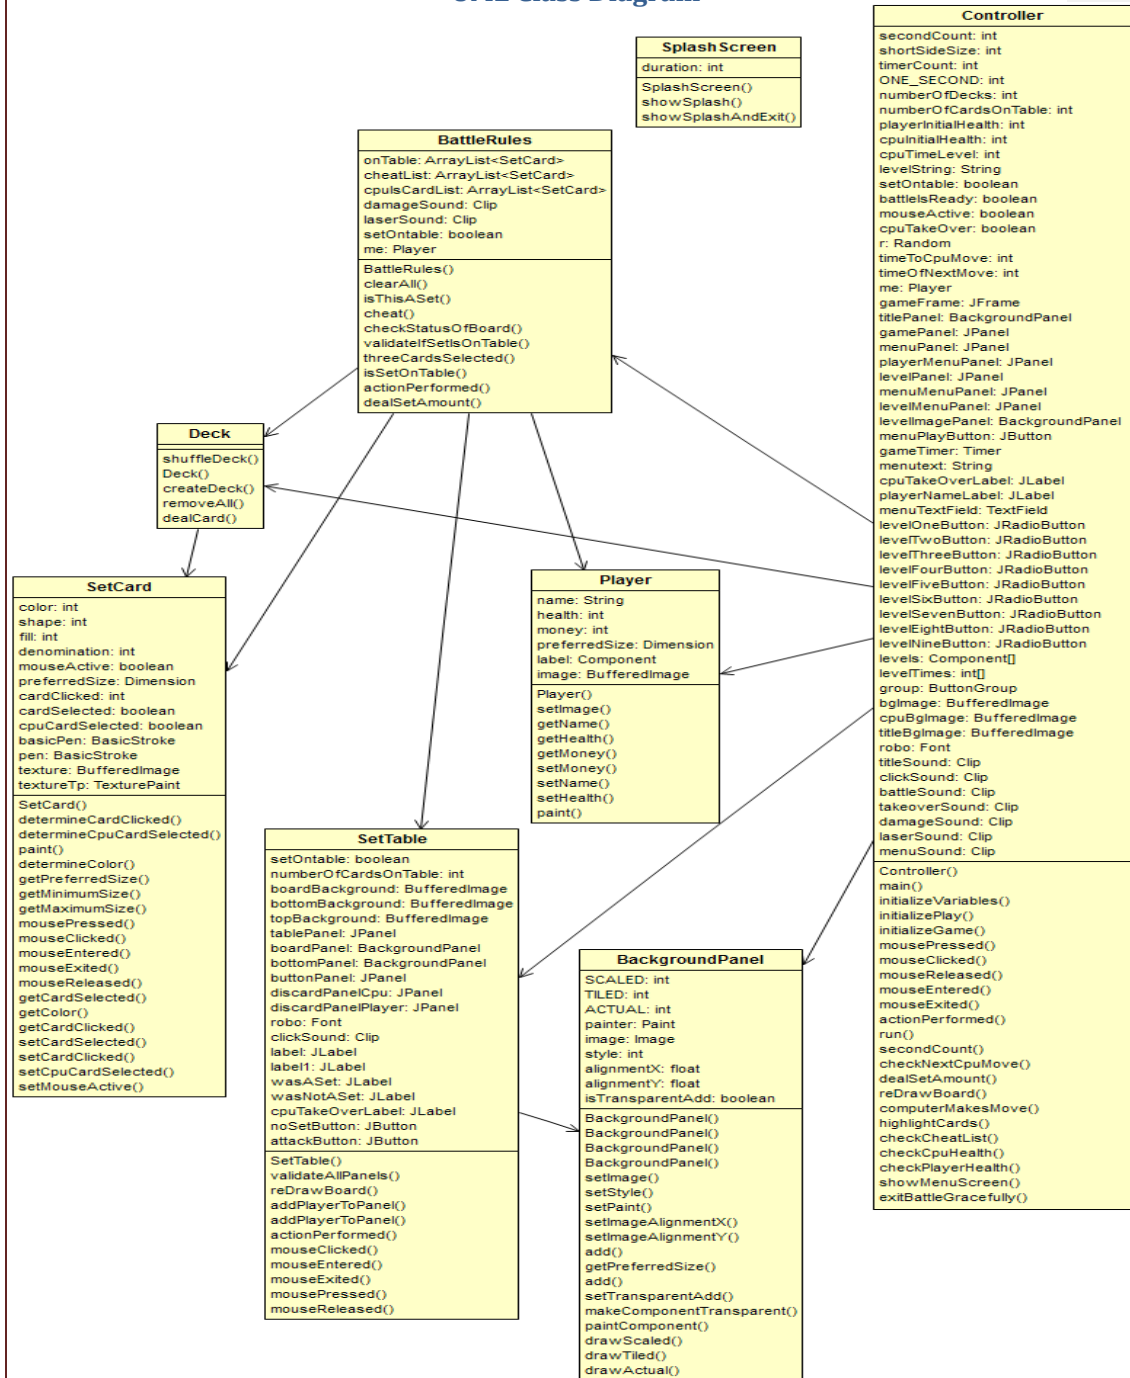 UML Class Diagram
SplashScreen
duration: int
SplashScreen()
showSplash()
showSplashAndExit()
BattleRules
onTable: ArrayList<SetCard>
cheatList: ArrayList<SetCard>
cpuIsCardList: ArrayList<SetCard>
damageSound: Clip
laserSound: Clip
setOntable: boolean
me: Player
BattleRules()
clearAll()
isThisASet()
cheat()
checkStatusOfBoard()
validateIfSetIsOnTable()
threeCardsSelected()
isSetOnTable()
actionPerformed()
dealSetAmount()
Deck
shuffleDeck()
Deck()
createDeck()
removeAll()
dealCard()
SetCard
color: int
shape: int
fill: int
denomination: int
mouseActive: boolean
preferredSize: Dimension
cardClicked: int
cardSelected: boolean
cpuCardSelected: boolean
basicPen: BasicStroke
pen: BasicStroke
texture: BufferedImage
textureTp: TexturePaint
SetCard()
determineCardClicked()
determineCpuCardSelected()
paint()
determineColor()
getPreferredSize()
getMinimumSize()
getMaximumSize()
mousePressed()
mouseClicked()
mouseEntered()
mouseExited()
mouseReleased()
getCardSelected()
getColor()
getCardClicked()
setCardSelected()
setCardClicked()
setCpuCardSelected()
setMouseActive()
Player
name: String
health: int
money: int
preferredSize: Dimension
label: Component
image: BufferedImage
Player()
setImage()
getName()
getHealth()
getMoney()
setMoney()
setName()
setHealth()
paint()
SetTable
setOntable: boolean
numberOfCardsOnTable: int
boardBackground: BufferedImage
bottomBackground: BufferedImage
topBackground: BufferedImage
tablePanel: JPanel
boardPanel: BackgroundPanel
bottomPanel: BackgroundPanel
buttonPanel: JPanel
discardPanelCpu: JPanel
discardPanelPlayer: JPanel
robo: Font
clickSound: Clip
label: JLabel
label1: JLabel
wasASet: JLabel
wasNotASet: JLabel
cpuTakeOverLabel: JLabel
noSetButton: JButton
attackButton: JButton
SetTable()
validateAllPanels()
reDrawBoard()
addPlayerToPanel()
addPlayerToPanel()
actionPerformed()
mouseClicked()
mouseEntered()
mouseExited()
mousePressed()
mouseReleased()
BackgroundPanel
SCALED: int
TILED: int
ACTUAL: int
painter: Paint
image: Image
style: int
alignmentX: float
alignmentY: float
isTransparentAdd: boolean
BackgroundPanel()
BackgroundPanel()
BackgroundPanel()
BackgroundPanel()
setImage()
setStyle()
setPaint()
setImageAlignmentX()
setImageAlignmentY()
add()
getPreferredSize()
add()
setTransparentAdd()
makeComponentTransparent()
paintComponent()
drawScaled()
drawTiled()
drawActual()
Controller
secondCount: int
shortSideSize: int
timerCount: int
ONE_SECOND: int
numberOfDecks: int
numberOfCardsOnTable: int
playerInitialHealth: int
cpuInitialHealth: int
cpuTimeLevel: int
levelString: String
setOntable: boolean
battleIsReady: boolean
mouseActive: boolean
cpuTakeOver: boolean
r: Random
timeToCpuMove: int
timeOfNextMove: int
me: Player
gameFrame: JFrame
titlePanel: BackgroundPanel
gamePanel: JPanel
menuPanel: JPanel
playerMenuPanel: JPanel
levelPanel: JPanel
menuMenuPanel: JPanel
levelMenuPanel: JPanel
levelImagePanel: BackgroundPanel
menuPlayButton: JButton
gameTimer: Timer
menutext: String
cpuTakeOverLabel: JLabel
playerNameLabel: JLabel
menuTextField: TextField
levelOneButton: JRadioButton
levelTwoButton: JRadioButton
levelThreeButton: JRadioButton
levelFourButton: JRadioButton
levelFiveButton: JRadioButton
levelSixButton: JRadioButton
levelSevenButton: JRadioButton
levelEightButton: JRadioButton
levelNineButton: JRadioButton
levels: Component[]
levelTimes: int[]
group: ButtonGroup
bgImage: BufferedImage
cpuBgImage: BufferedImage
titleBgImage: BufferedImage
robo: Font
titleSound: Clip
clickSound: Clip
battleSound: Clip
takeoverSound: Clip
damageSound: Clip
laserSound: Clip
menuSound: Clip
Controller()
main()
initializeVariables()
initializePlay()
initializeGame()
mousePressed()
mouseClicked()
mouseReleased()
mouseEntered()
mouseExited()
actionPerformed()
run()
secondCount()
checkNextCpuMove()
dealSetAmount()
reDrawBoard()
computerMakesMove()
highlightCards()
checkCheatList()
checkCpuHealth()
checkPlayerHealth()
showMenuScreen()
exitBattleGracefully()